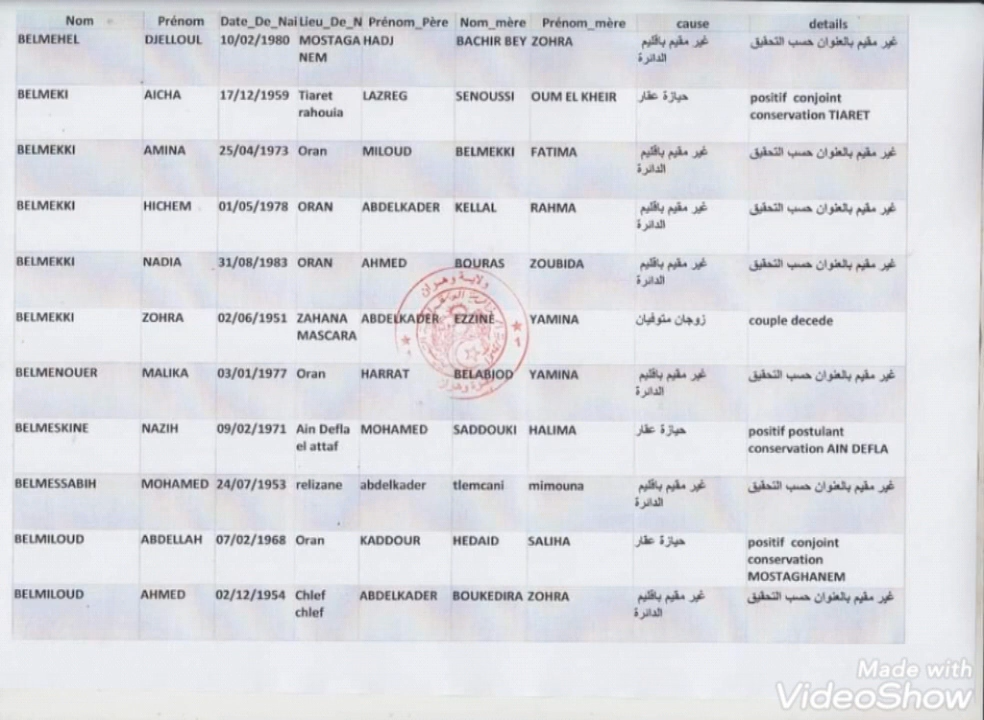 Nom Prénom Date_De_Nai Lieu_De_N Prénom_Père Nom_mère Prénom_mère cause details
BELMEHEL DJELLOUL 10/02/1980 MOSTAGA HADJ BACHIR BEY ZOHRA غير مقيم باقليم غير مقيم بالعنوان حسب التحقيق
NEM الدائرة
BELMEKI AICHA 17/12/1959 Tiaret LAZREG SENOUSSI OUM EL KHEIR حيازة عقار positif conjoint
rahouia conservation TIARET
BELMEKKI AMINA 25/04/1973 Oran MILOUD BELMEKKI FATIMA غير مقيم باقليم غير مقيم بالعنوان حسب التحقيق
الدائرة
BELMEKKI HICHEM 01/05/1978 ORAN ABDELKADER KELLAL RAHMA غير مقيم باقليم غير مقيم بالعنوان حسب التحقيق
الدائرة
BELMEKKI NADIA 31/08/1983 ORAN AHMED BOURAS ZOUBIDA غير مقيم باقليم غير مقيم بالعنوان حسب التحقيق
الدائرة
ولاية وهران
BELMEKKI ZOHRA 02/06/1951 ZAHANA ABDELKADER EZZINE YAMINA زوجان متوفيان couple decede
MASCARA
BELMENOUER MALIKA 03/01/1977 Oran HARRAT BELABJOD YAMINA غير مقيم باقليم غير مقيم بالعنوان حسب التحقيق
الدائرة
BELMESKINE NAZIH 09/02/1971 Ain Defla MOHAMED SADDOUKI HALIMA حيازة عقار positif postulant
el attaf conservation AIN DEFLA
BELMESSABIH MOHAMED 24/07/1953 relizane abdelkader tlemcani mimouna غير مقيم باقليم غير مقيم بالعنوان حسب التحقيق
الدائرة
BELMILOUD ABDELLAH 07/02/1968 Oran KADDOUR HEDAID SALIHA حيازة عقار positif conjoint
conservation
MOSTAGHANEM
BELMILOUD AHMED 02/12/1954 Chlef ABDELKADER BOUKEDIRA ZOHRA غير مقيم باقليم غير مقيم بالعنوان حسب التحقيق
chlef الدائرة
Made with
VideoShow